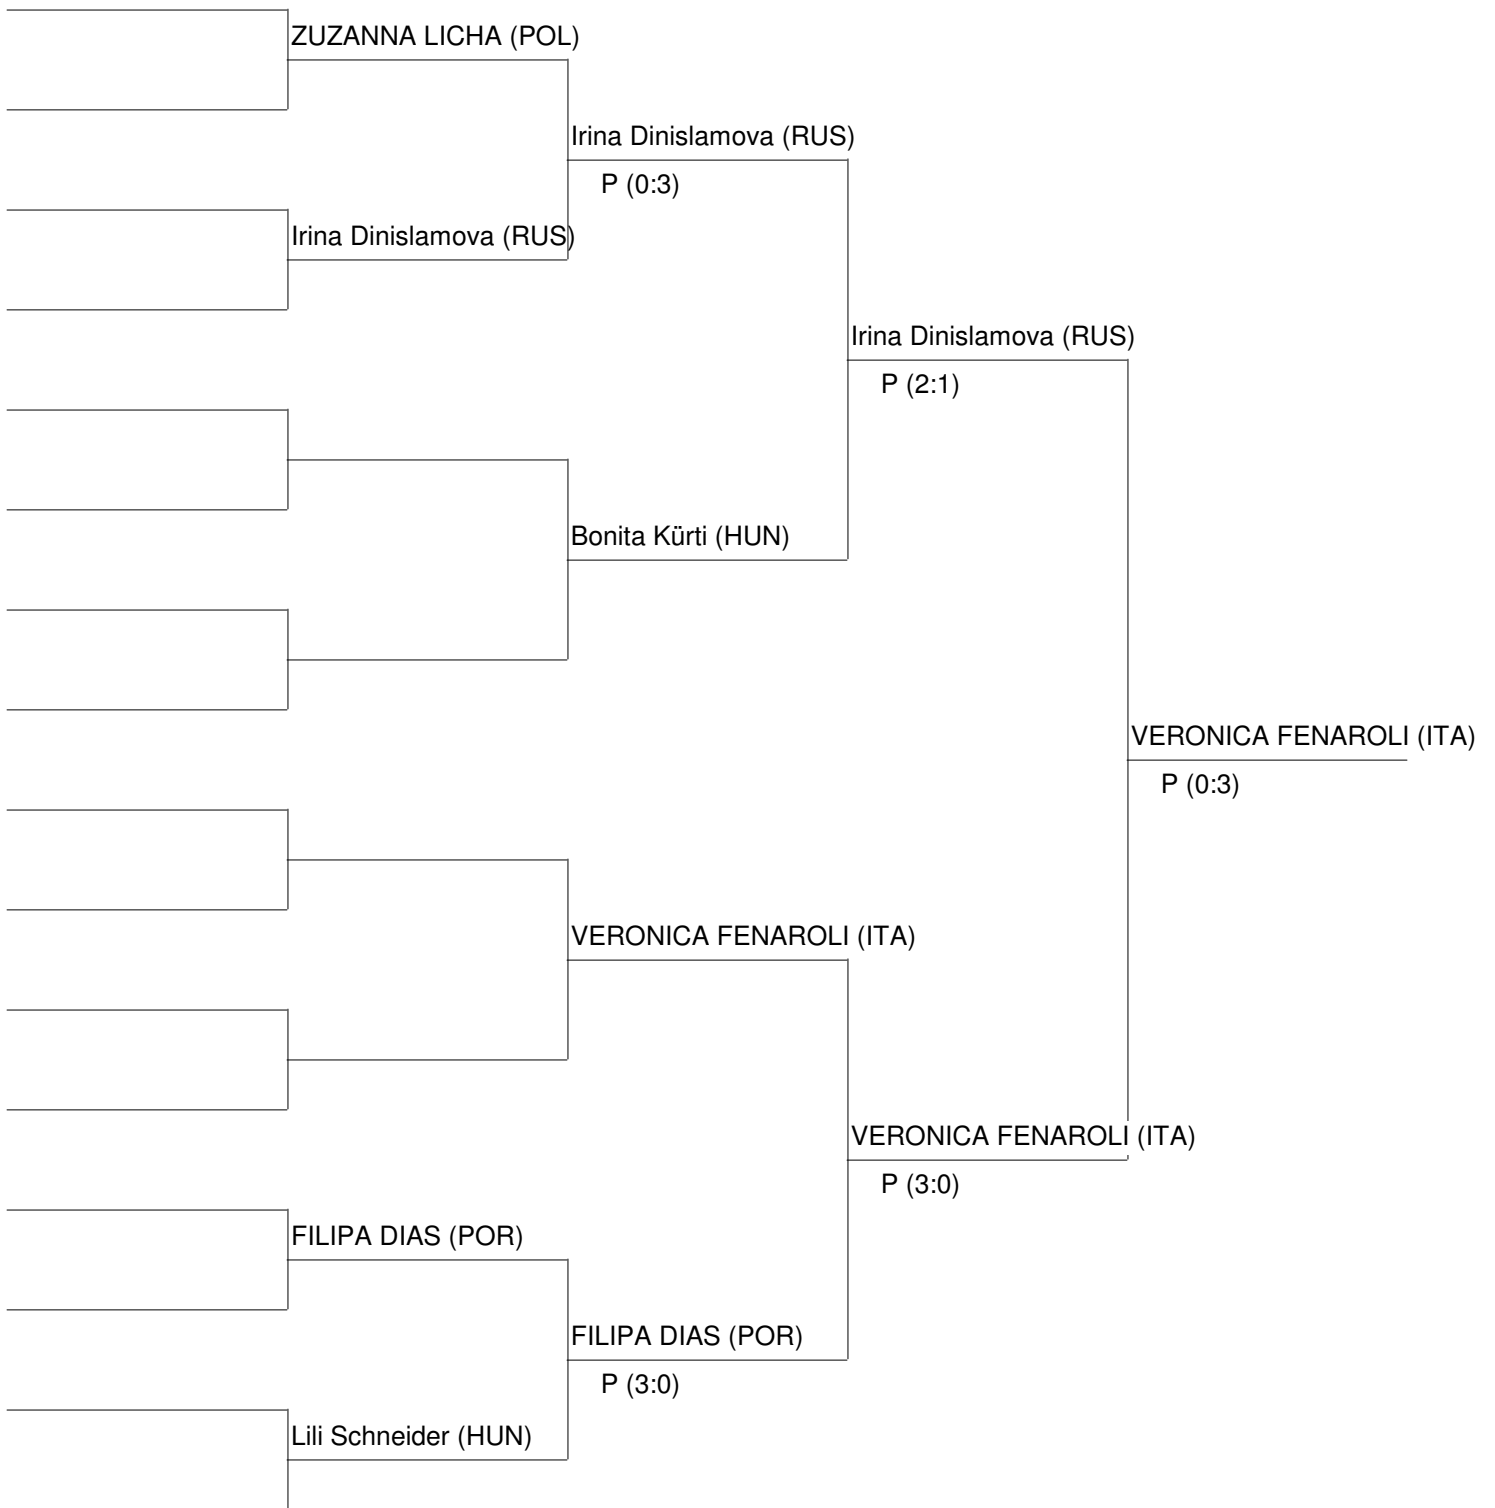 ZUZANNA LICHA (POL)
Irina Dinislamova (RUS)
P (0:3)
Irina Dinislamova (RUS)
Irina Dinislamova (RUS)
P (2:1)
Bonita Kürti (HUN)
VERONICA FENAROLI (ITA)
P (0:3)
VERONICA FENAROLI (ITA)
VERONICA FENAROLI (ITA)
P (3:0)
FILIPA DIAS (POR)
FILIPA DIAS (POR)
P (3:0)
Lili Schneider (HUN)